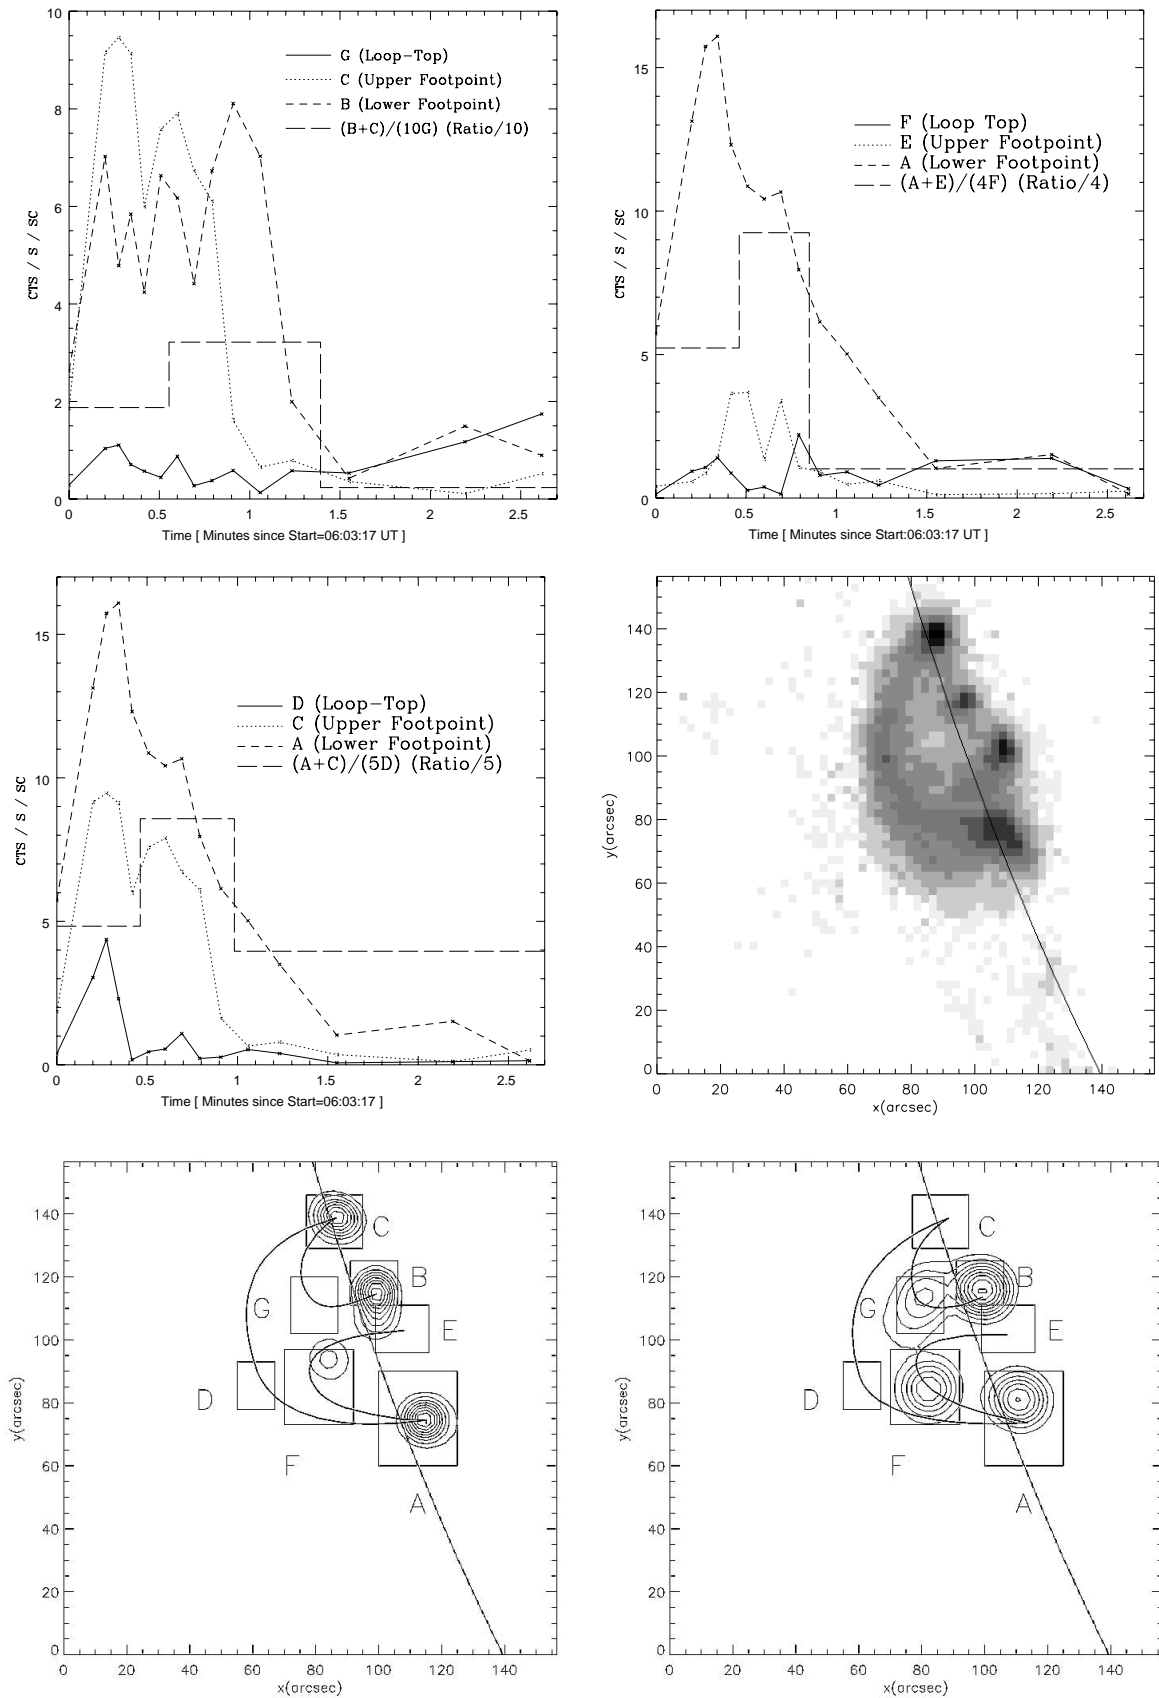 10
8
6
4
2
0
CTS / S / SC
G (Loop-Top)
C (Upper Footpoint)
B (Lower Footpoint)
(B+C)/(10G) (Ratio/10)
0 0.5 1 1.5 2 2.5
Time [ Minutes since Start=06:03:17 UT ]
15
10
5
0
CTS / S / SC
F (Loop Top)
E (Upper Footpoint)
A (Lower Footpoint)
(A+E)/(4F) (Ratio/4)
0 0.5 1 1.5 2 2.5
Time [ Minutes since Start:06:03:17 UT ]
15
10
5
0
CTS / S / SC
D (Loop-Top)
C (Upper Footpoint)
A (Lower Footpoint)
(A+C)/(5D) (Ratio/5)
0 0.5 1 1.5 2 2.5
Time [ Minutes since Start=06:03:17 ]
140
120
100
80
60
40
20
0
y(arcsec)
0 20 40 60 80 100 120 140
x(arcsec)
140
120
100
80
60
40
20
0
y(arcsec)
C
B
G
E
D
F
A
0 20 40 60 80 100 120 140
x(arcsec)
140
120
100
80
60
40
20
0
y(arcsec)
C
B
G
E
D
F
A
0 20 40 60 80 100 120 140
x(arcsec)